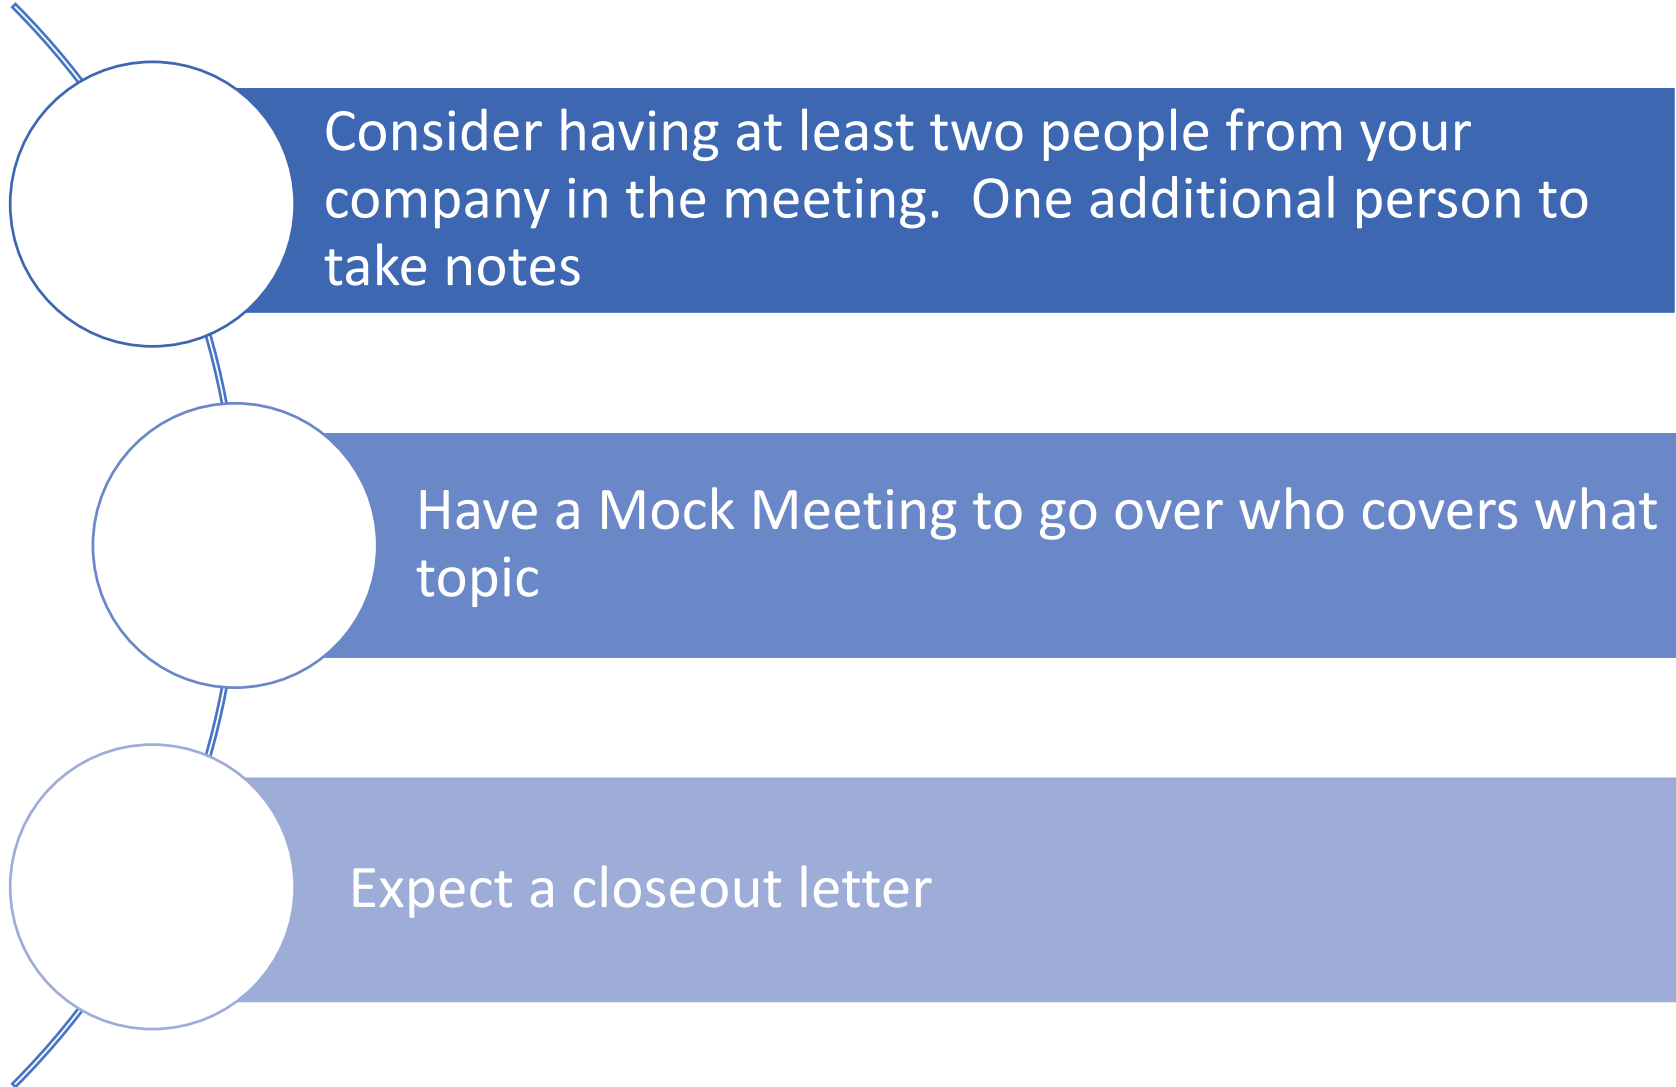 Consider having at least two people from your
company in the meeting.  One additional person to
take notes
Have a Mock Meeting to go over who covers what
topic
Expect a closeout letter